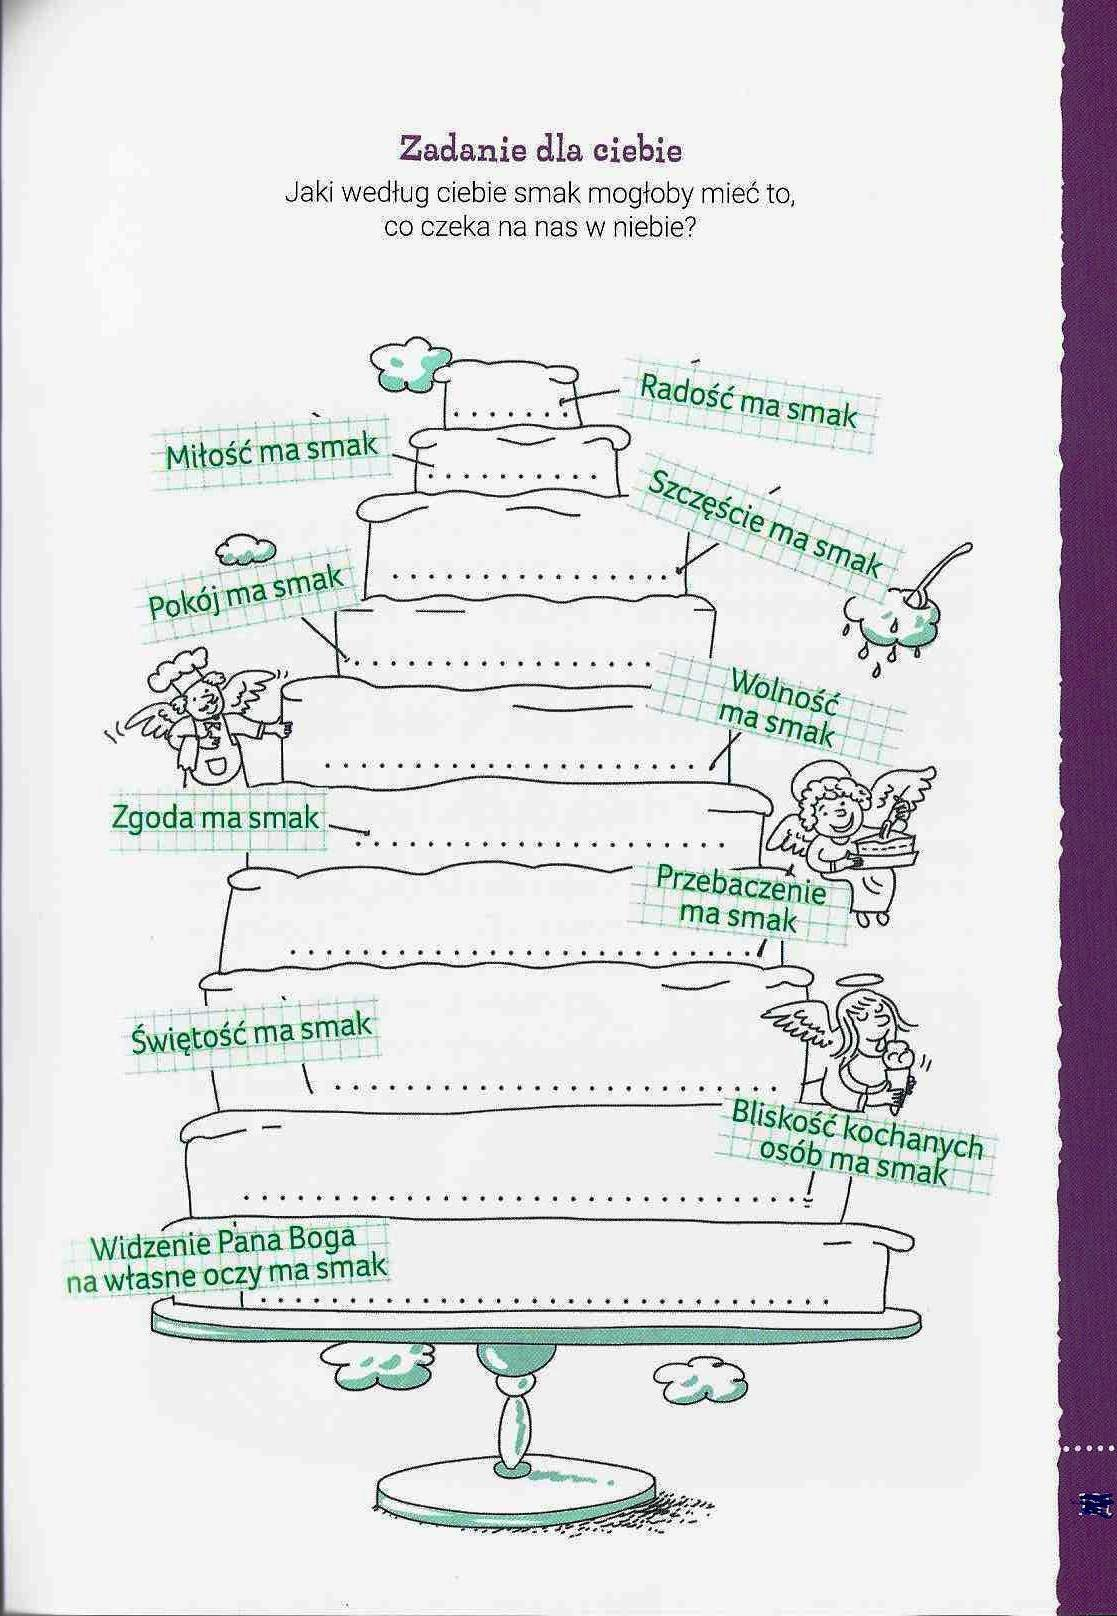 Zadanie dla ciebie
Jaki według ciebie smak mogłoby mieć to,
co czeka na nas w niebie?
Radość ma smak
Miłość ma smak
Szczęście ma smak
Pokój ma smak
Wolność
ma smak
Zgoda ma smak
Przebaczenie
ma smak
Świętość ma smak
Bliskość kochanych
osób ma smak
Widzenie Pana Boga
na własne oczy ma smak